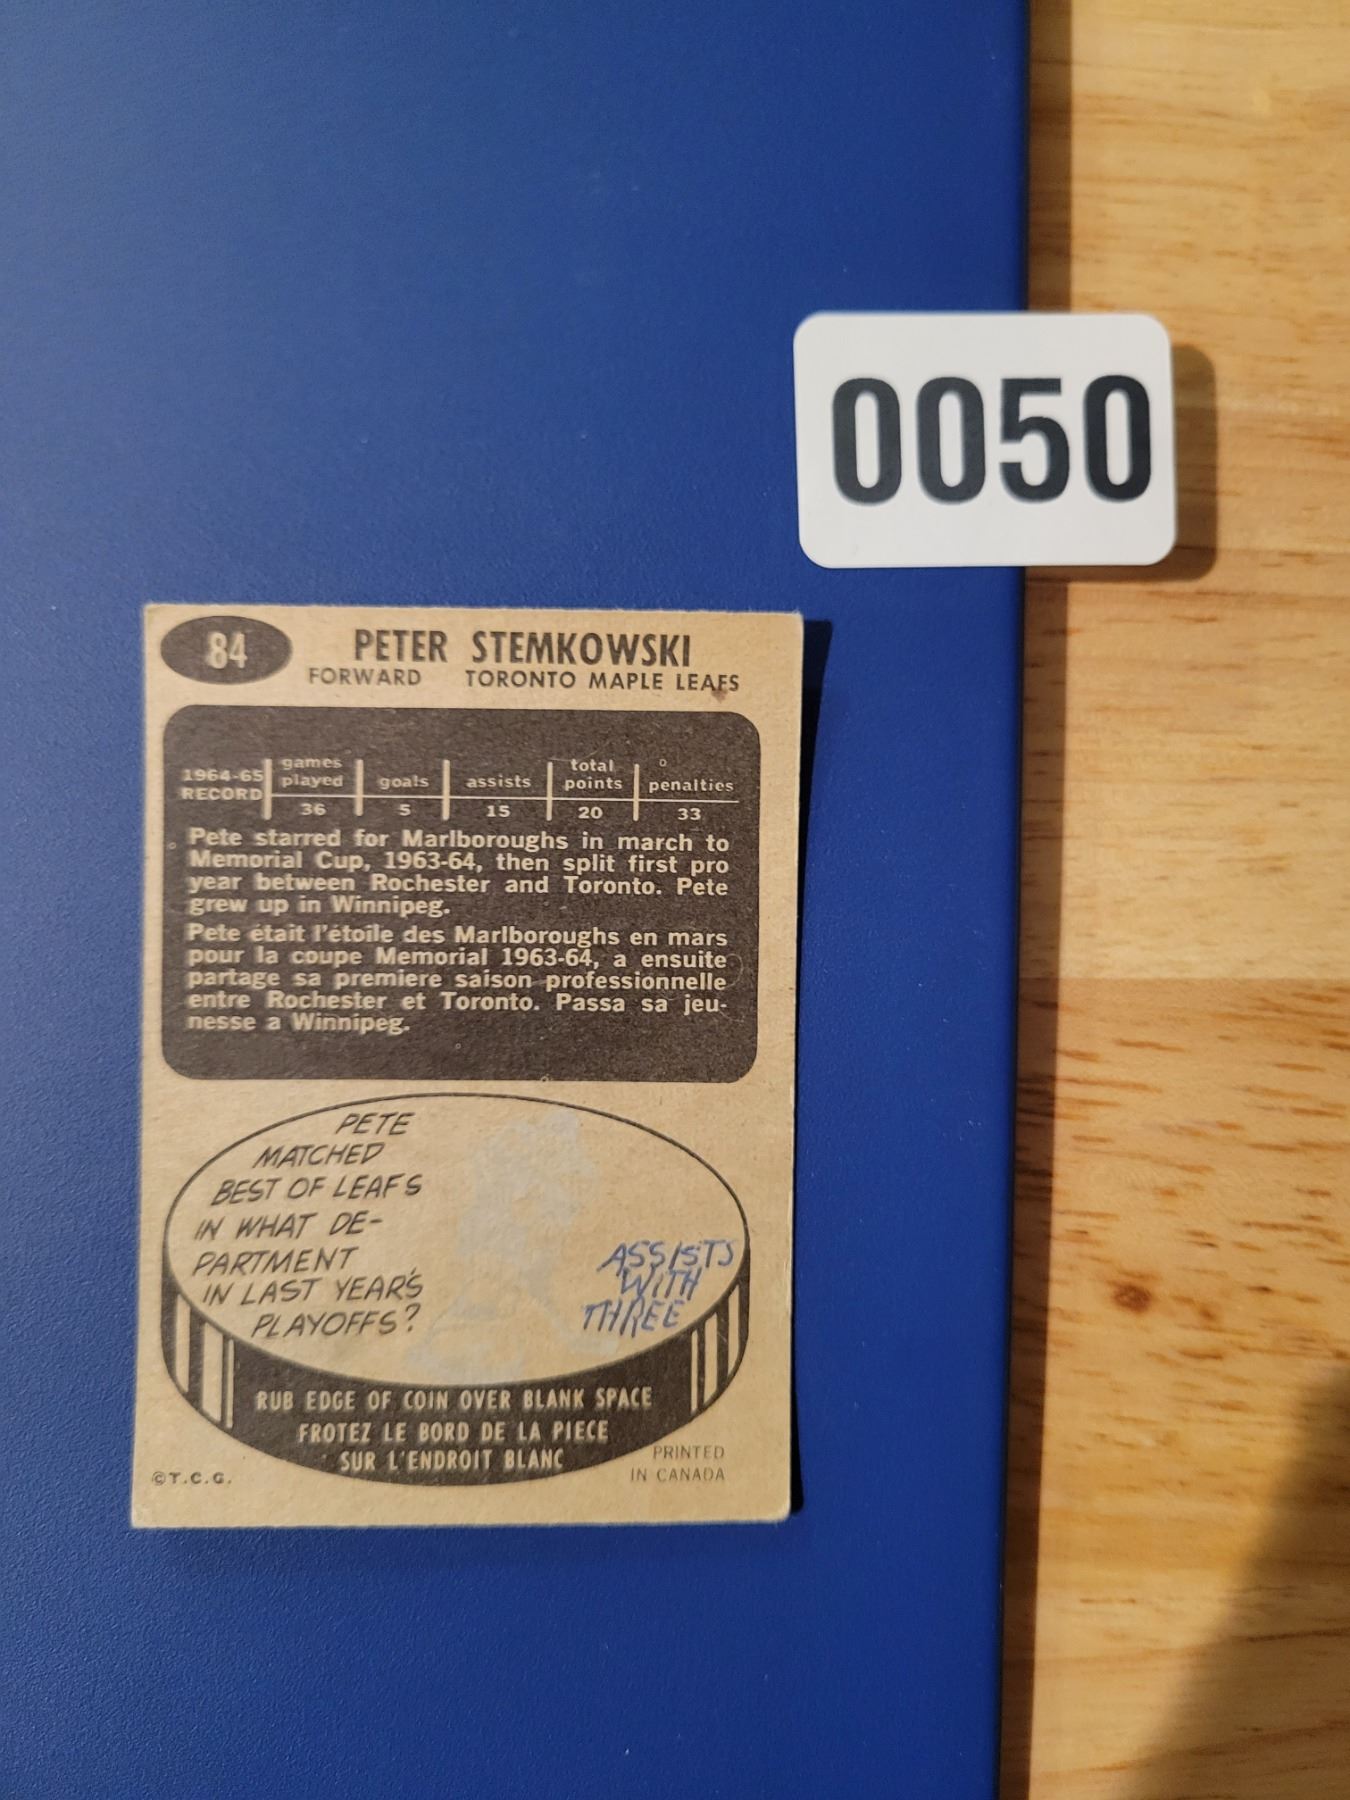 0050
84
PETER STEMKOWSKI
FORWARD TORONTO MAPLE LEAFS
1964-65 RECORD
games played goals assists total points penalties
36 5 15 20 33
Pete starred for Marlboroughs in march to
Memorial Cup, 1963-64, then split first pro
year between Rochester and Toronto. Pete
grew up in Winnipeg.
Pete était l'étoile des Marlboroughs en mars
pour la coupe Memorial 1963-64, a ensuite
partage sa premiere saison professionnelle
entre Rochester et Toronto. Passa sa jeu-
nesse a Winnipeg.
PETE
MATCHED
BEST OF LEAFS
IN WHAT DE-
PARTMENT
IN LAST YEAR'S
PLAYOFFS?
ASSISTS
WITH
THREE
RUB EDGE OF COIN OVER BLANK SPACE
FROTEZ LE BORD DE LA PIECE
SUR L'ENDROIT BLANC
©T.C.G.
PRINTED
IN CANADA